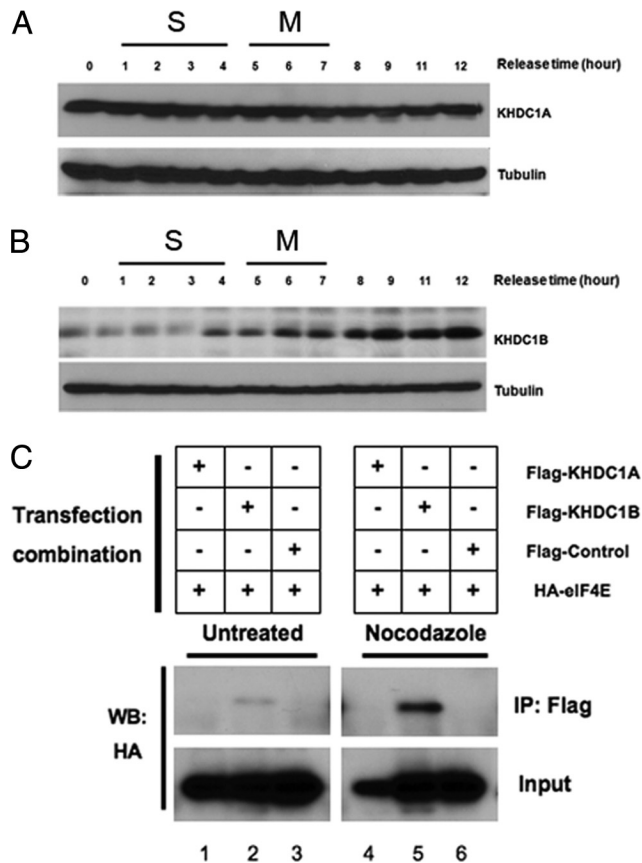 A
S M
0 1 2 3 4 5 6 7 8 9 11 12 Release time (hour)
KHDC1A
Tubulin
B
S M
0 1 2 3 4 5 6 7 8 9 11 12 Release time (hour)
KHDC1B
Tubulin
C
+ - - + - - Flag-KHDC1A
- + - - + - Flag-KHDC1B
Transfection
combination
- - + - - + Flag-Control
+ + + + + + HA-eIF4E
Untreated Nocodazole
WB:
HA
IP: Flag
Input
1 2 3 4 5 6